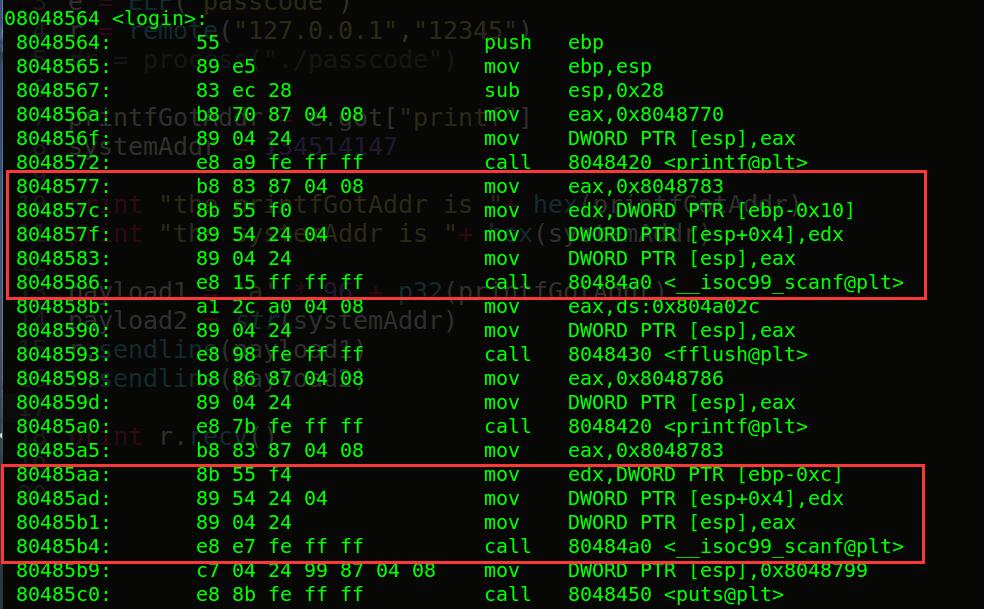 08048564 <login>:
8048564: 55 push ebp
8048565: 89 e5 mov ebp,esp
8048567: 83 ec 28 sub esp,0x28
804856a: b8 70 87 04 08 mov eax,0x8048770
804856f: 89 04 24 mov DWORD PTR [esp],eax
8048572: e8 a9 fe ff ff call 8048420 <printf@plt>
8048577: b8 83 87 04 08 mov eax,0x8048783
804857c: 8b 55 f0 mov edx,DWORD PTR [ebp-0x10]
804857f: 89 54 24 04 mov DWORD PTR [esp+0x4],edx
8048583: 89 04 24 mov DWORD PTR [esp],eax
8048586: e8 15 ff ff ff call 80484a0 <__isoc99_scanf@plt>
804858b: a1 2c a0 04 08 mov eax,ds:0x804a02c
8048590: 89 04 24 mov DWORD PTR [esp],eax
8048593: e8 98 fe ff ff call 8048430 <fflush@plt>
8048598: b8 86 87 04 08 mov eax,0x8048786
804859d: 89 04 24 mov DWORD PTR [esp],eax
80485a0: e8 7b fe ff ff call 8048420 <printf@plt>
80485a5: b8 83 87 04 08 mov eax,0x8048783
80485aa: 8b 55 f4 mov edx,DWORD PTR [ebp-0xc]
80485ad: 89 54 24 04 mov DWORD PTR [esp+0x4],edx
80485b1: 89 04 24 mov DWORD PTR [esp],eax
80485b4: e8 e7 fe ff ff call 80484a0 <__isoc99_scanf@plt>
80485b9: c7 04 24 99 87 04 08 mov DWORD PTR [esp],0x8048799
80485c0: e8 8b fe ff ff call 8048450 <puts@plt>